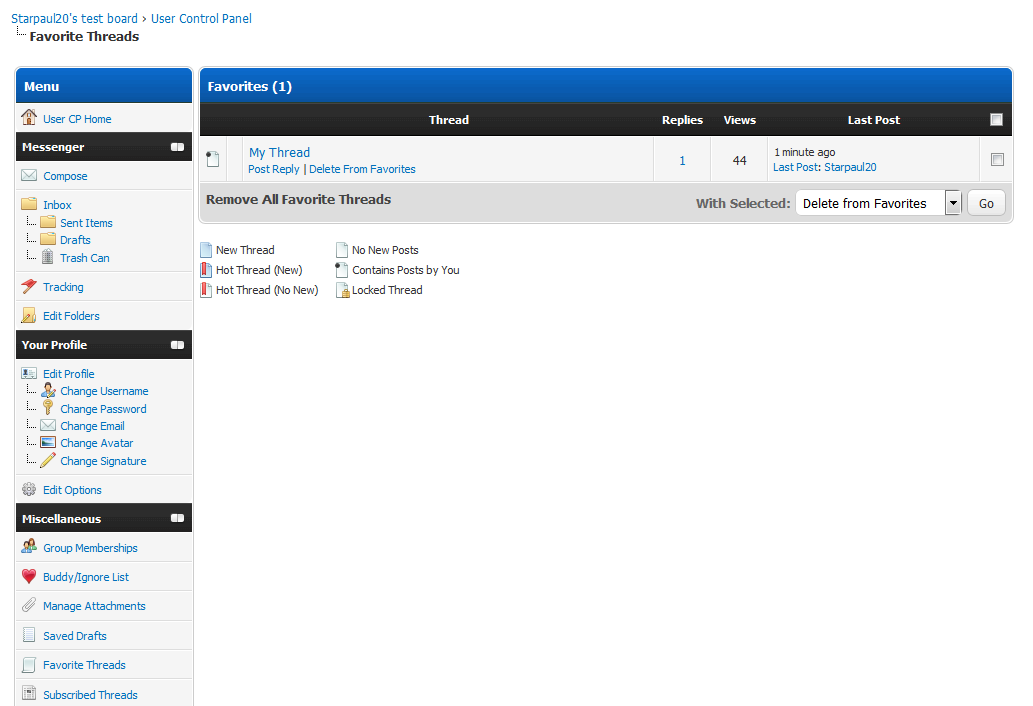 Starpaul20's test board › User Control Panel
Favorite Threads
Menu
User CP Home
Messenger
Compose
Inbox
Sent Items
Drafts
Trash Can
Tracking
Edit Folders
Your Profile
Edit Profile
Change Username
Change Password
Change Email
Change Avatar
Change Signature
Edit Options
Miscellaneous
Group Memberships
Buddy/Ignore List
Manage Attachments
Saved Drafts
Favorite Threads
Subscribed Threads
Favorites (1)
Thread Replies Views Last Post
My Thread 1 44 1 minute ago
Post Reply | Delete From Favorites Last Post: Starpaul20
Remove All Favorite Threads With Selected: Delete from Favorites Go
New Thread No New Posts
Hot Thread (New) Contains Posts by You
Hot Thread (No New) Locked Thread